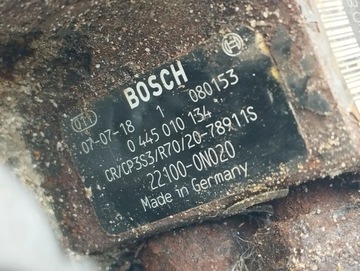 BOSCH
07-07-18 1 080153
0 445 010 134
CR/CP3S3/R70/20-78911S
22100-0N020
Made in Germany